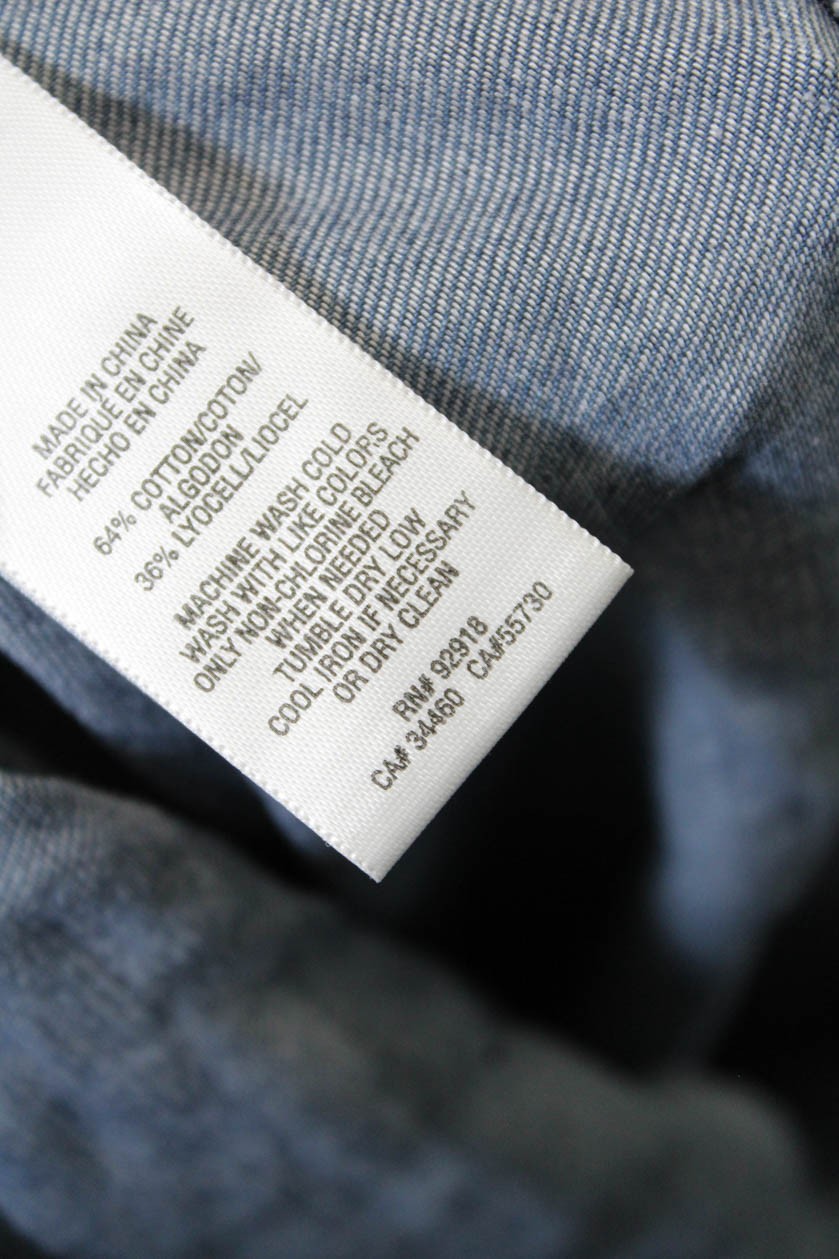 MADE IN CHINA
FABRIQUÉ EN CHINE
HECHO EN CHINA
64% COTTON/COTON/
ALGODON
36% LYOCELL/LIOCEL
MACHINE WASH COLD
WASH WITH LIKE COLORS
ONLY NON-CHLORINE BLEACH
WHEN NEEDED
TUMBLE DRY LOW
COOL IRON IF NECESSARY
OR DRY CLEAN
RN# 92918
CA# 34460 CA#55730